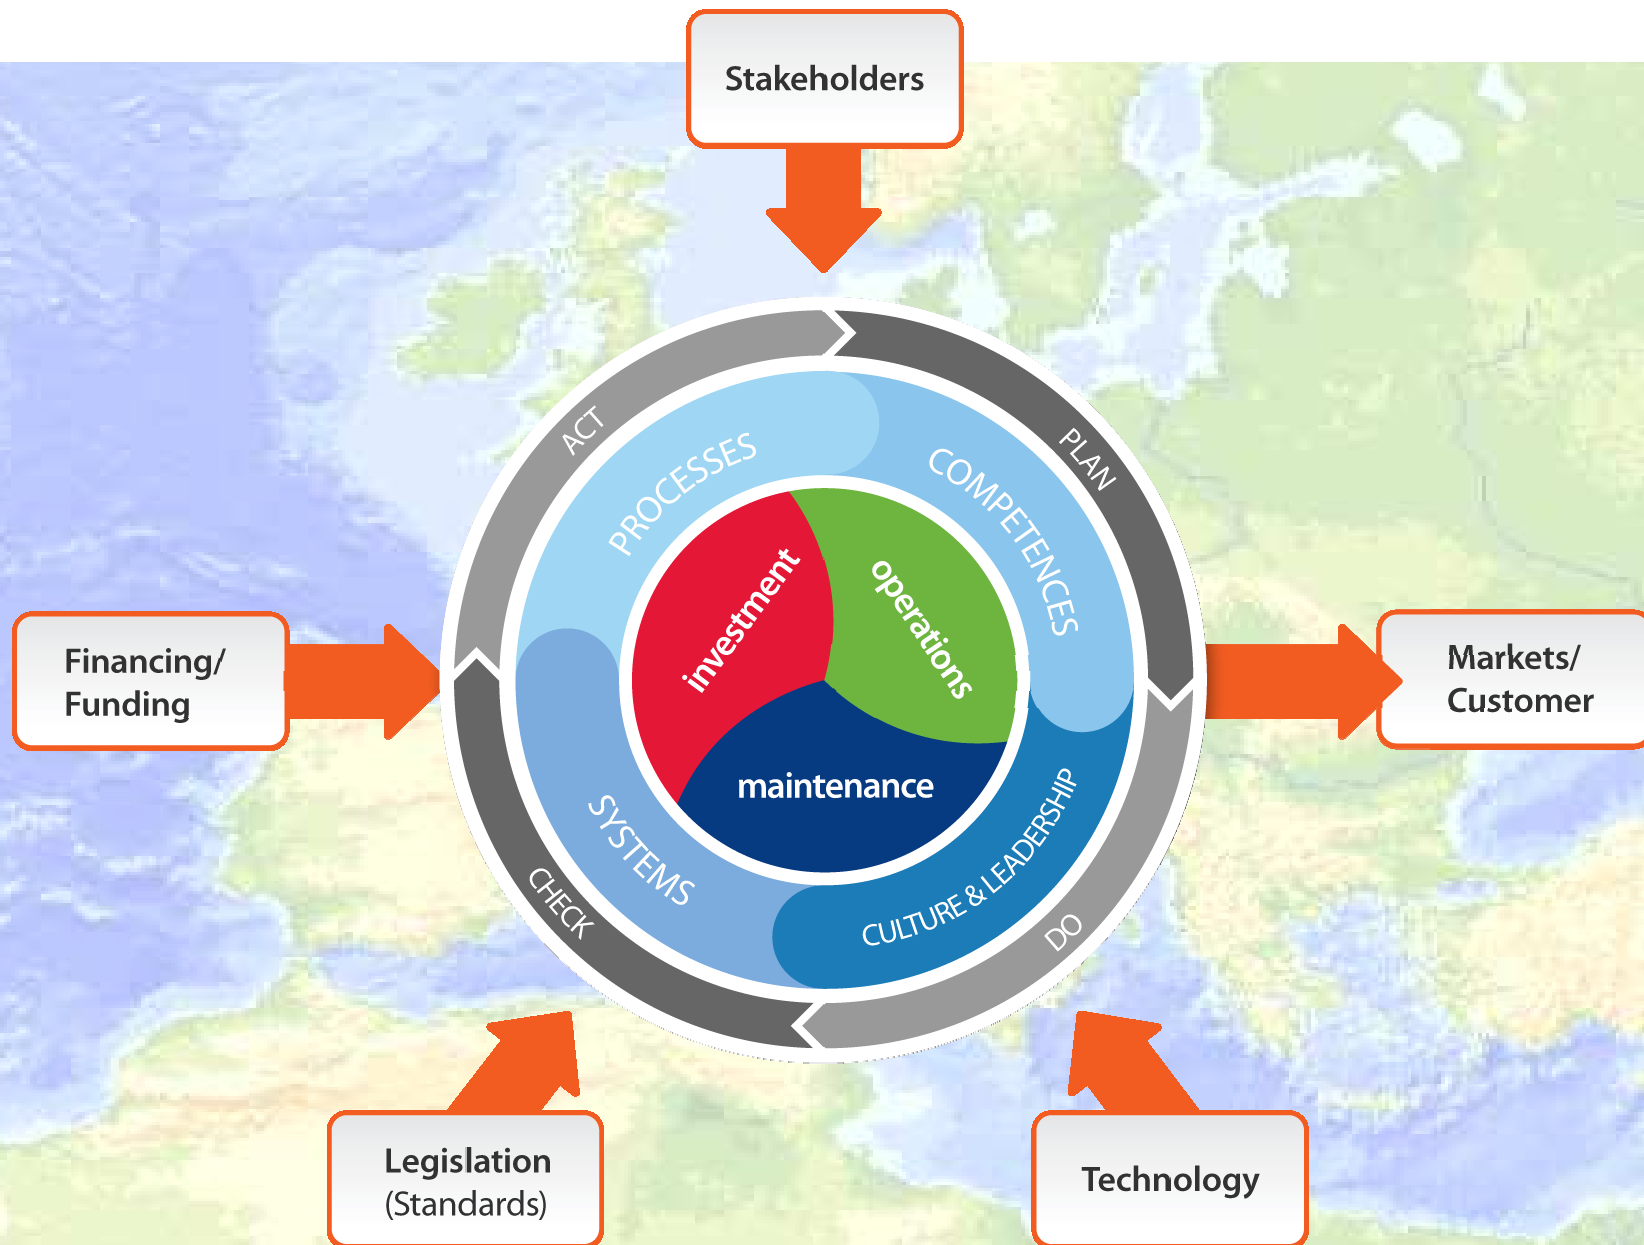 Stakeholders
ACT
PLAN
PROCESSES
COMPETENCES
investment
operations
Financing/
Funding
Markets/
Customer
maintenance
SYSTEMS
CULTURE & LEADERSHIP
CHECK
DO
Legislation
(Standards)
Technology